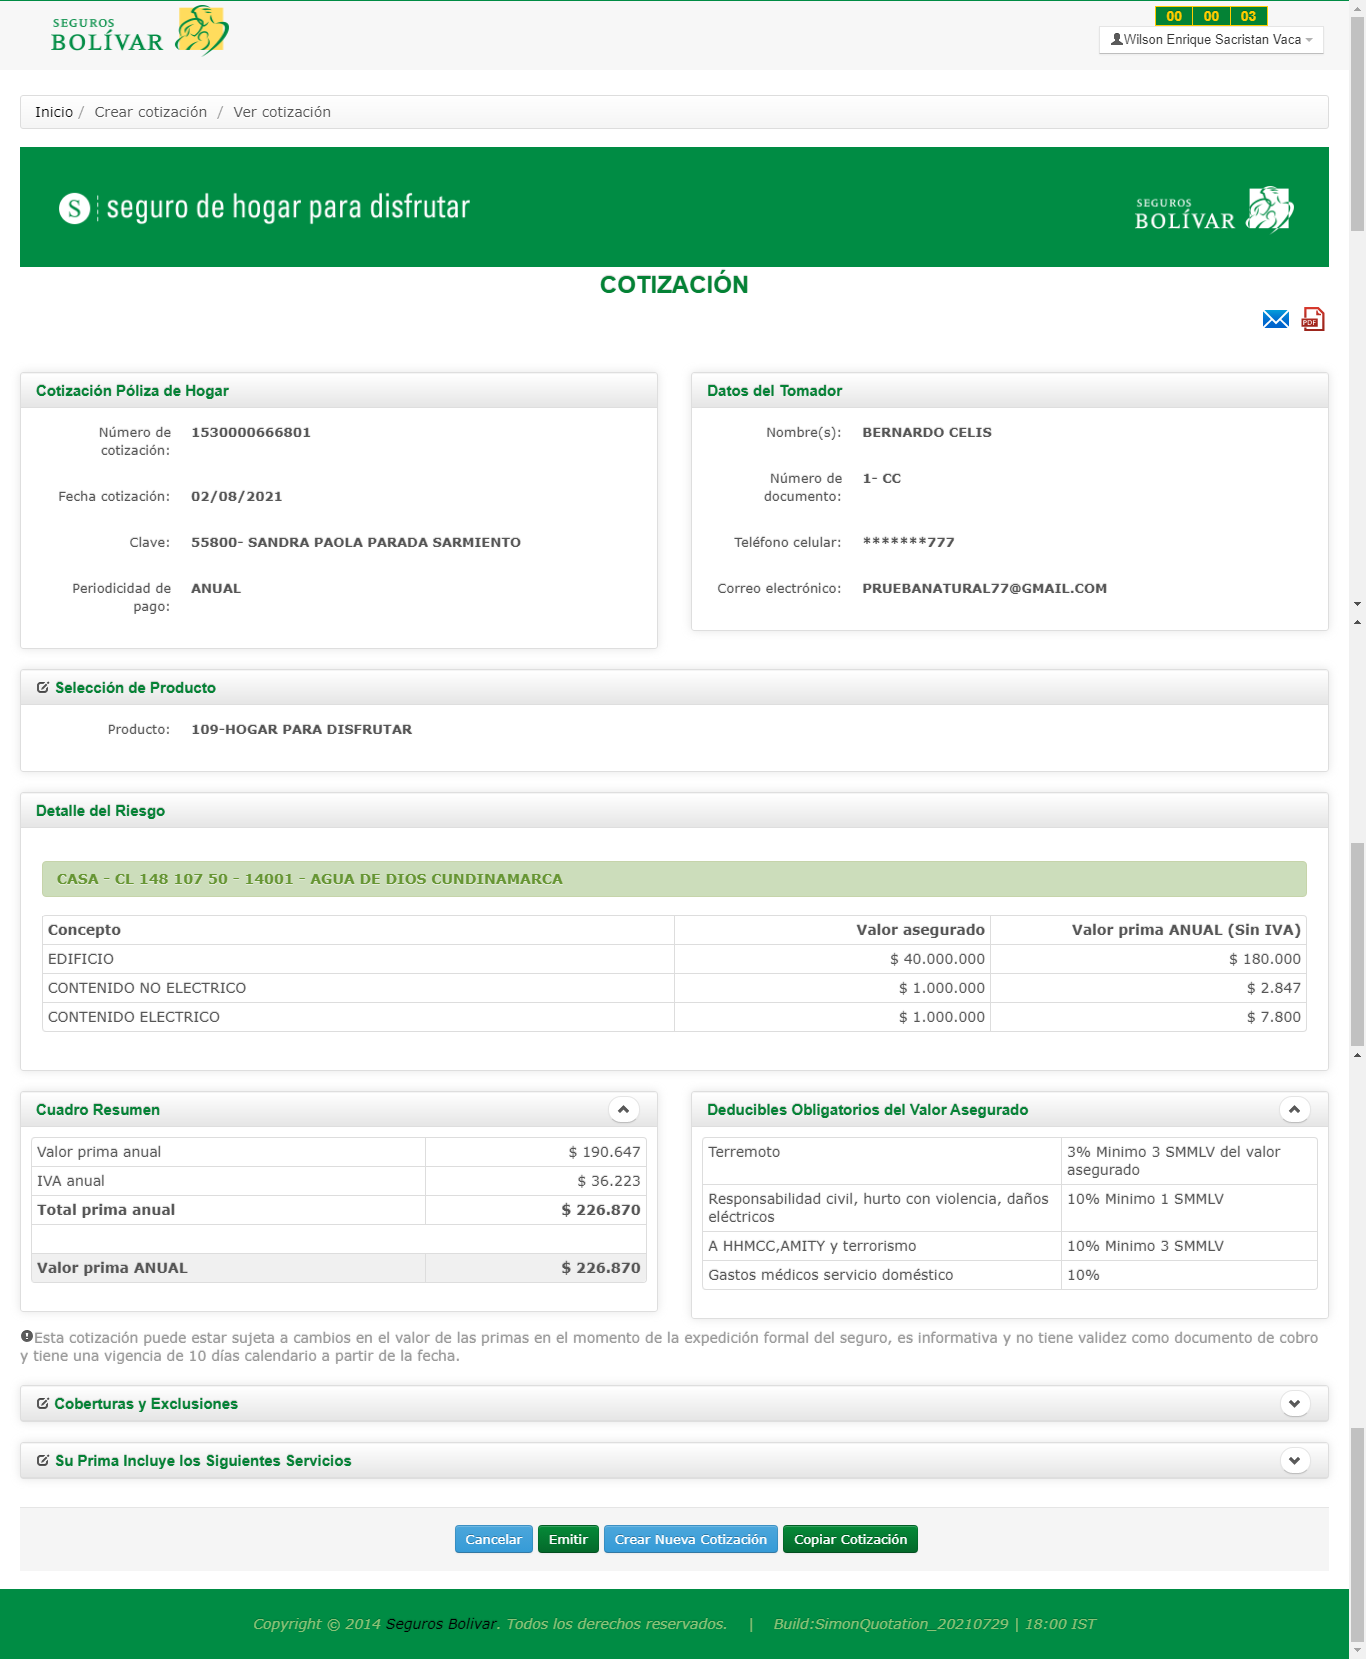 SEGUROS
BOLÍVAR
00 00 03
Wilson Enrique Sacristan Vaca
Inicio / Crear cotización / Ver cotización
S seguro de hogar para disfrutar
SEGUROS
BOLÍVAR
COTIZACIÓN
PDF
Cotización Póliza de Hogar
Número de cotización: 1530000666801
Fecha cotización: 02/08/2021
Clave: 55800- SANDRA PAOLA PARADA SARMIENTO
Periodicidad de pago: ANUAL
Datos del Tomador
Nombre(s): BERNARDO CELIS
Número de documento: 1- CC
Teléfono celular: *******777
Correo electrónico: PRUEBANATURAL77@GMAIL.COM
Selección de Producto
Producto: 109-HOGAR PARA DISFRUTAR
Detalle del Riesgo
CASA - CL 148 107 50 - 14001 - AGUA DE DIOS CUNDINAMARCA
Concepto Valor asegurado Valor prima ANUAL (Sin IVA)
EDIFICIO $ 40.000.000 $ 180.000
CONTENIDO NO ELECTRICO $ 1.000.000 $ 2.847
CONTENIDO ELECTRICO $ 1.000.000 $ 7.800
Cuadro Resumen
Valor prima anual $ 190.647
IVA anual $ 36.223
Total prima anual $ 226.870
Valor prima ANUAL $ 226.870
Deducibles Obligatorios del Valor Asegurado
Terremoto 3% Minimo 3 SMMLV del valor asegurado
Responsabilidad civil, hurto con violencia, daños eléctricos 10% Minimo 1 SMMLV
A HHMCC,AMITY y terrorismo 10% Minimo 3 SMMLV
Gastos médicos servicio doméstico 10%
Esta cotización puede estar sujeta a cambios en el valor de las primas en el momento de la expedición formal del seguro, es informativa y no tiene validez como documento de cobro
y tiene una vigencia de 10 días calendario a partir de la fecha.
Coberturas y Exclusiones
Su Prima Incluye los Siguientes Servicios
Cancelar Emitir Crear Nueva Cotización Copiar Cotización
Copyright © 2014 Seguros Bolivar. Todos los derechos reservados. | Build:SimonQuotation_20210729 | 18:00 IST